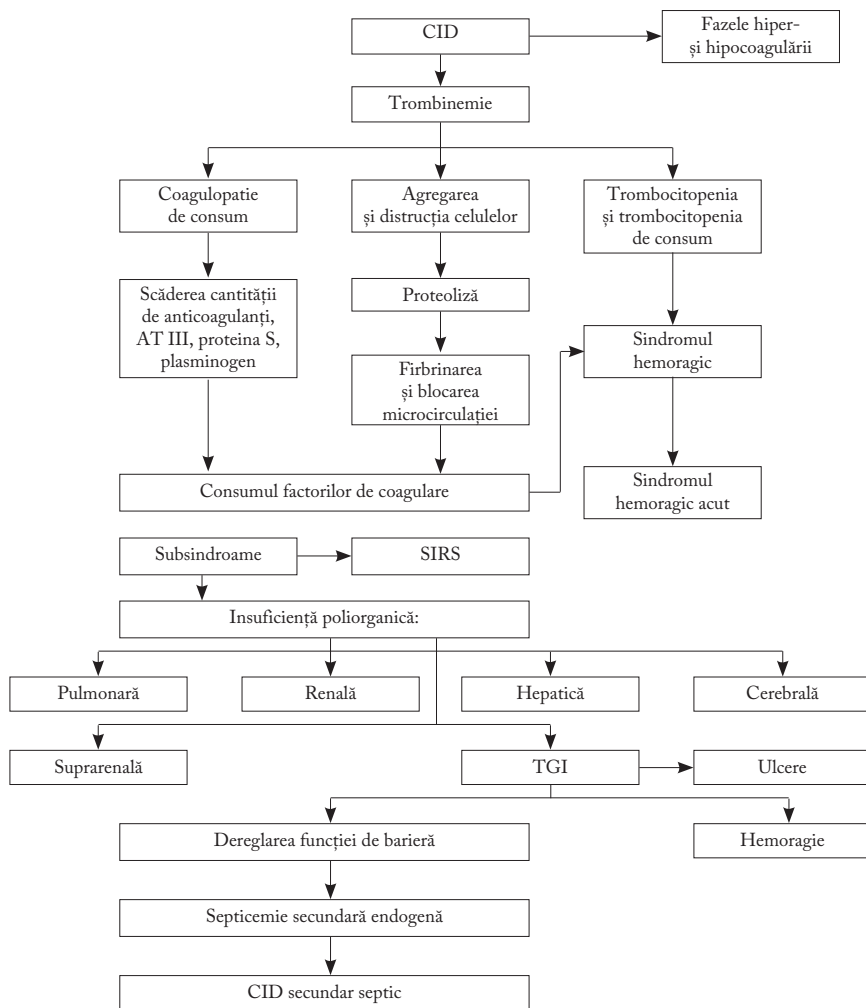 CID
Fazele hiper-
și hipocoagulării
Trombinemie
Coagulopatie
de consum
Agregarea
și distrucția celulelor
Trombocitopenia
și trombocitopenia
de consum
Scăderea cantității
de anticoagulanți,
AT III, proteina S,
plasminogen
Proteoliză
Firbrinarea
și blocarea
microcirculației
Sindromul
hemoragic
Consumul factorilor de coagulare
Sindromul
hemoragic acut
Subsindroame
SIRS
Insuficiență poliorganică:
Pulmonară
Renală
Hepatică
Cerebrală
Suprarenală
TGI
Ulcere
Dereglarea funcției de barieră
Hemoragie
Septicemie secundară endogenă
CID secundar septic